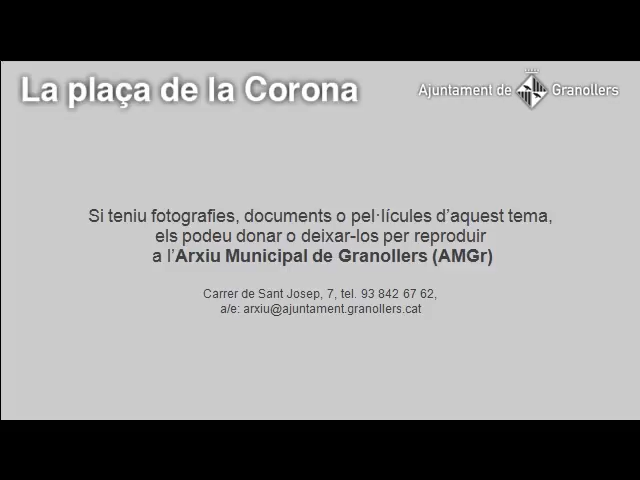 La plaça de la Corona
Ajuntament de Granollers
Si teniu fotografies, documents o pel·lícules d'aquest tema,
els podeu donar o deixar-los per reproduir
a l'Arxiu Municipal de Granollers (AMGr)
Carrer de Sant Josep, 7, tel. 93 842 67 62,
a/e: arxiu@ajuntament.granollers.cat